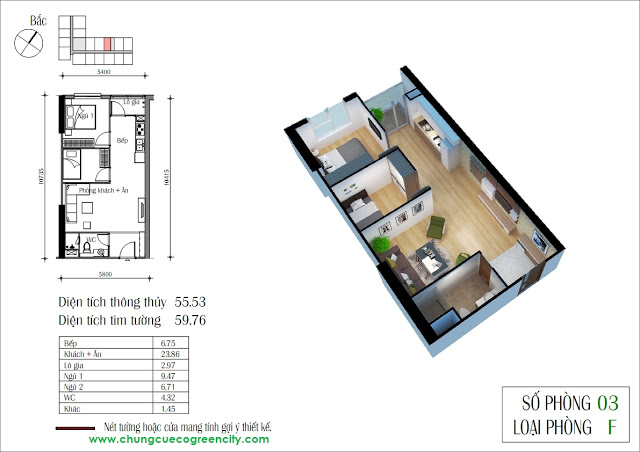 Bắc
5400
Lô gia
Ngủ 1
Bếp
10735
10415
Phòng khách + Ăn
WC
5800
Diện tích thông thủy 55.53
Diện tích tim tường 59.76
Bếp 6.75
Khách + Ăn 23.86
Lô gia 2.97
Ngủ 1 9.47
Ngủ 2 6.71
WC 4.32
Khác 1.45
Nét tường hoặc cửa mang tính gợi ý thiết kế.
www.chungcuecogreencity.com
SỐ PHÒNG 03
LOẠI PHÒNG F